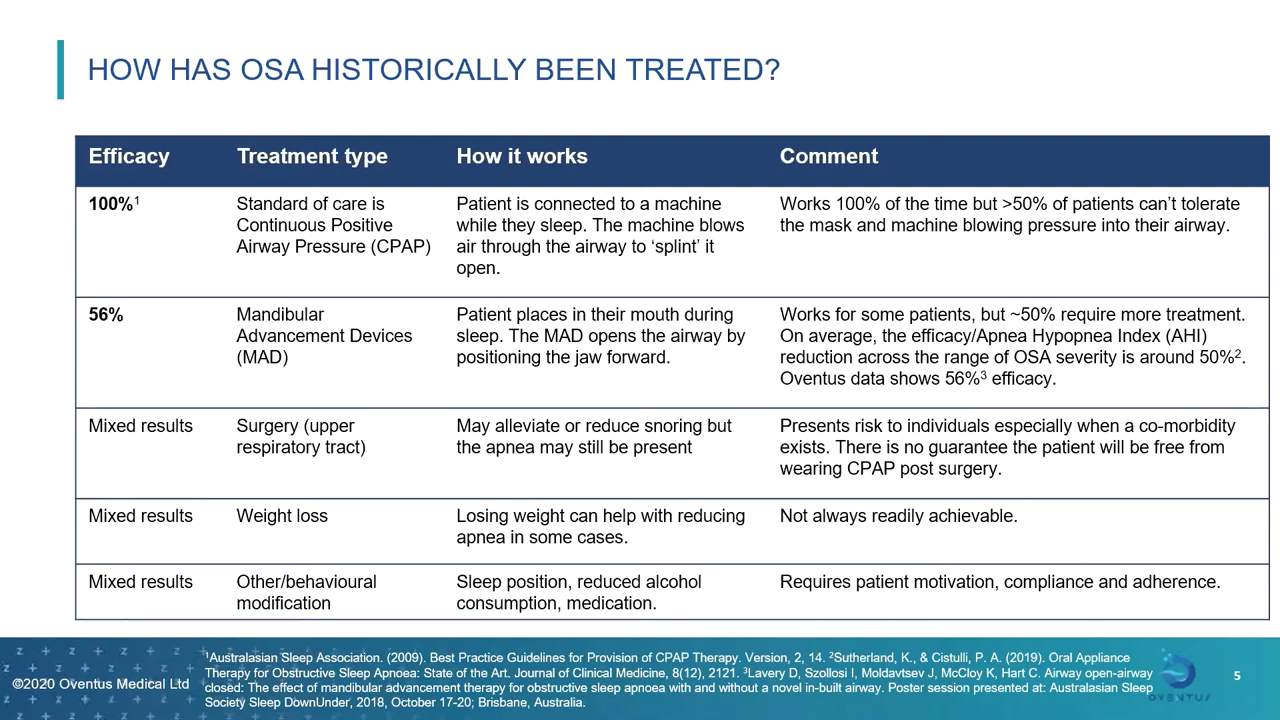 HOW HAS OSA HISTORICALLY BEEN TREATED?
Efficacy Treatment type How it works Comment
100%¹
Standard of care is
Continuous Positive
Airway Pressure (CPAP)
Patient is connected to a machine
while they sleep. The machine blows
air through the airway to ‘splint’ it
open.
Works 100% of the time but >50% of patients can’t tolerate
the mask and machine blowing pressure into their airway.
56%
Mandibular
Advancement Devices
(MAD)
Patient places in their mouth during
sleep. The MAD opens the airway by
positioning the jaw forward.
Works for some patients, but ~50% require more treatment.
On average, the efficacy/Apnea Hypopnea Index (AHI)
reduction across the range of OSA severity is around 50%².
Oventus data shows 56%³ efficacy.
Mixed results
Surgery (upper
respiratory tract)
May alleviate or reduce snoring but
the apnea may still be present
Presents risk to individuals especially when a co-morbidity
exists. There is no guarantee the patient will be free from
wearing CPAP post surgery.
Mixed results
Weight loss
Losing weight can help with reducing
apnea in some cases.
Not always readily achievable.
Mixed results
Other/behavioural
modification
Sleep position, reduced alcohol
consumption, medication.
Requires patient motivation, compliance and adherence.
©2020 Oventus Medical Ltd
¹Australasian Sleep Association. (2009). Best Practice Guidelines for Provision of CPAP Therapy. Version, 2, 14. ²Sutherland, K., & Cistulli, P. A. (2019). Oral Appliance
Therapy for Obstructive Sleep Apnoea: State of the Art. Journal of Clinical Medicine, 8(12), 2121. ³Lavery D, Szollosi I, Moldavtsev J, McCloy K, Hart C. Airway open-airway
closed: The effect of mandibular advancement therapy for obstructive sleep apnoea with and without a novel in-built airway. Poster session presented at: Australasian Sleep
Society Sleep DownUnder, 2018, October 17-20; Brisbane, Australia.
OVENTUS
5